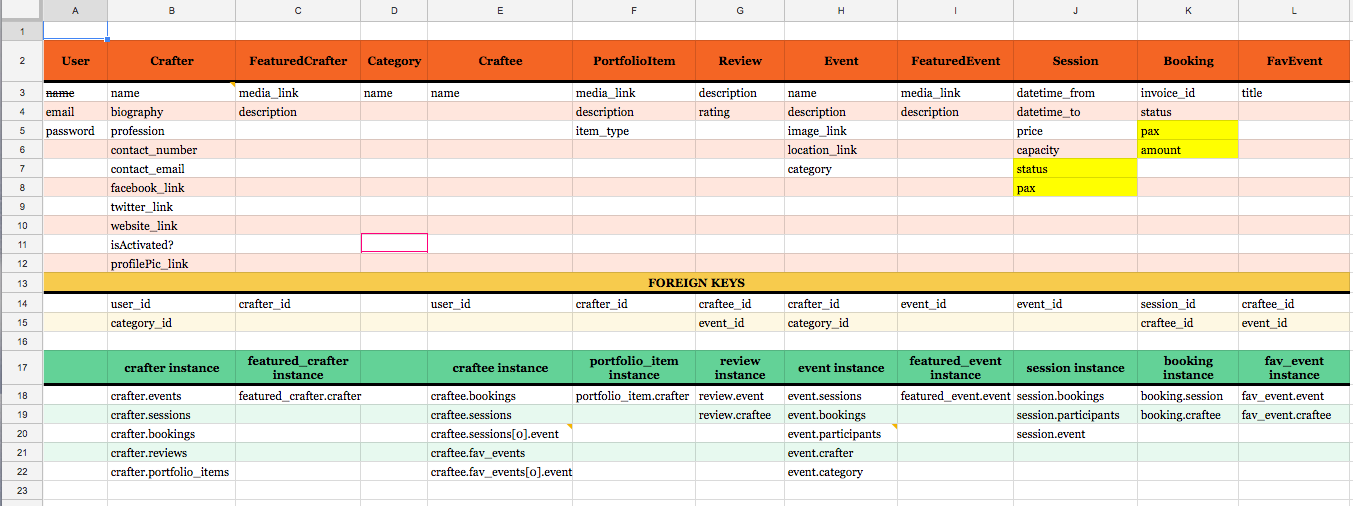 A B C D E F G H I J K L
1
2 User Crafter FeaturedCrafter Category Craftee PortfolioItem Review Event FeaturedEvent Session Booking FavEvent
3 name name media_link name name media_link description name media_link datetime_from invoice_id title
4 email biography description description rating description description datetime_to status
5 password profession item_type image_link price pax
6 contact_number location_link capacity amount
7 contact_email category status
8 facebook_link pax
9 twitter_link
10 website_link
11 isActivated?
12 profilePic_link
13 FOREIGN KEYS
14 user_id crafter_id user_id crafter_id craftee_id crafter_id event_id event_id session_id craftee_id
15 category_id event_id category_id craftee_id event_id
16
17 crafter instance featured_crafter instance craftee instance portfolio_item instance review instance event instance featured_event instance session instance booking instance fav_event instance
18 crafter.events featured_crafter.crafter craftee.bookings portfolio_item.crafter review.event event.sessions featured_event.event session.bookings booking.session fav_event.event
19 crafter.sessions craftee.sessions review.craftee event.bookings session.participants booking.craftee fav_event.craftee
20 crafter.bookings craftee.sessions[0].event event.participants session.event
21 crafter.reviews craftee.fav_events event.crafter
22 crafter.portfolio_items craftee.fav_events[0].event event.category
23